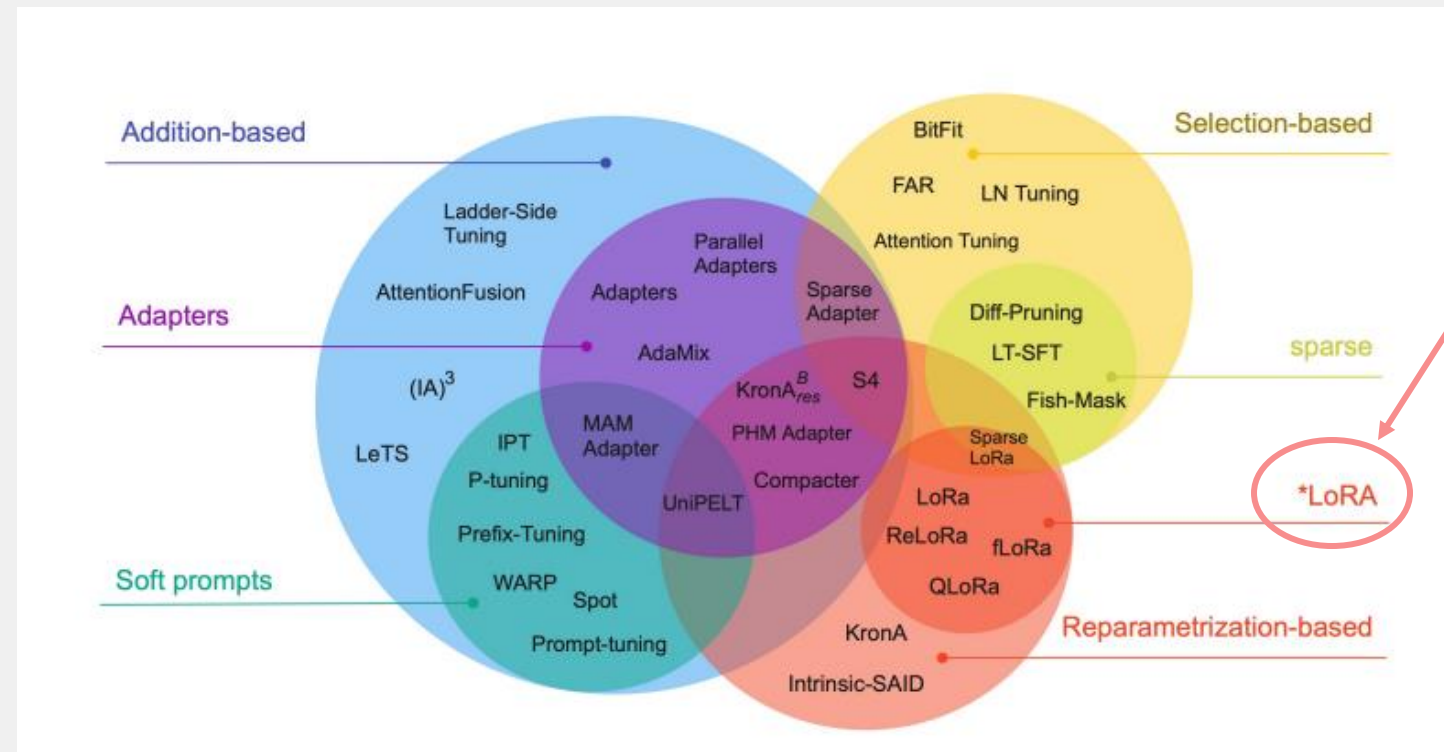 Addition-based
Adapters
Soft prompts
Selection-based
sparse
*LoRA
Reparametrization-based
Ladder-Side
Tuning
AttentionFusion
(IA)³
LeTS
Parallel
Adapters
Adapters
AdaMix
MAM
Adapter
IPT
P-tuning
Prefix-Tuning
WARP
Spot
Prompt-tuning
UniPELT
KronA^B_res
PHM Adapter
Compacter
Sparse
Adapter
S4
BitFit
FAR
LN Tuning
Attention Tuning
Diff-Pruning
LT-SFT
Fish-Mask
Sparse
LoRa
LoRa
ReLoRa
fLoRa
QLoRa
KronA
Intrinsic-SAID